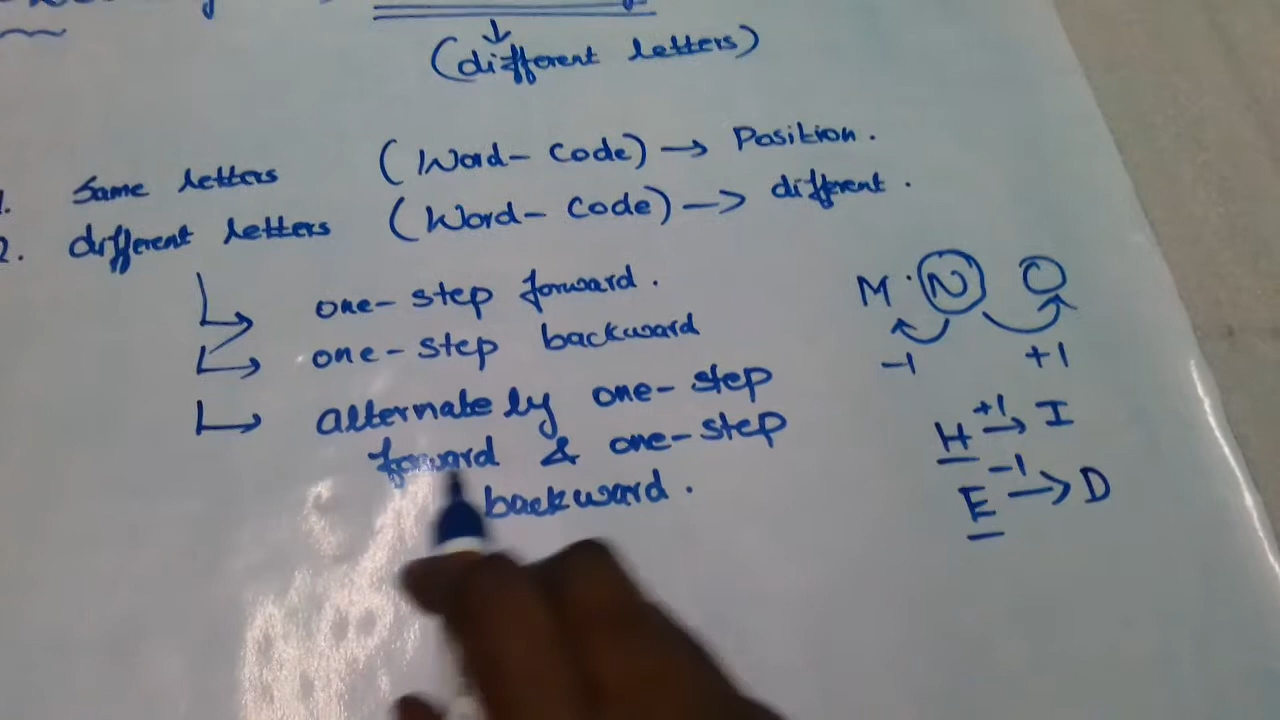 (different letters)
1. Same letters (Word-Code) → Position.
2. different letters (Word-Code) → different.
one-step forward.
one-step backward
alternately one-step
forward & one-step
backward.
M . N O
-1 +1
H +1→ I
E -1→ D